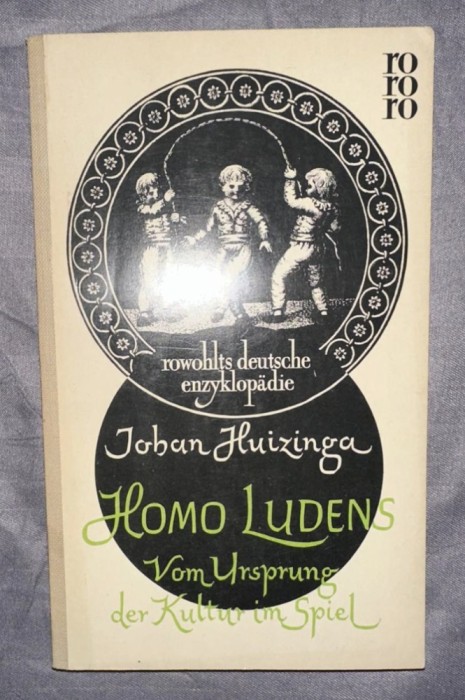 ro
ro
ro
rowohlts deutsche
enzyklopädie
Johan Huizinga
Homo Ludens
Vom Ursprung
der Kultur im Spiel